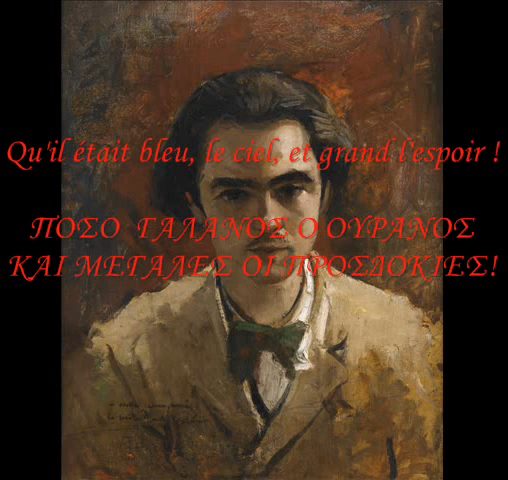 Qu'il était bleu, le ciel, et grand l'espoir !
ΠΟΣΟ ΓΑΛΑΝΟΣ Ο ΟΥΡΑΝΟΣ
ΚΑΙ ΜΕΓΑΛΕΣ ΟΙ ΠΡΟΣΔΟΚΙΕΣ!